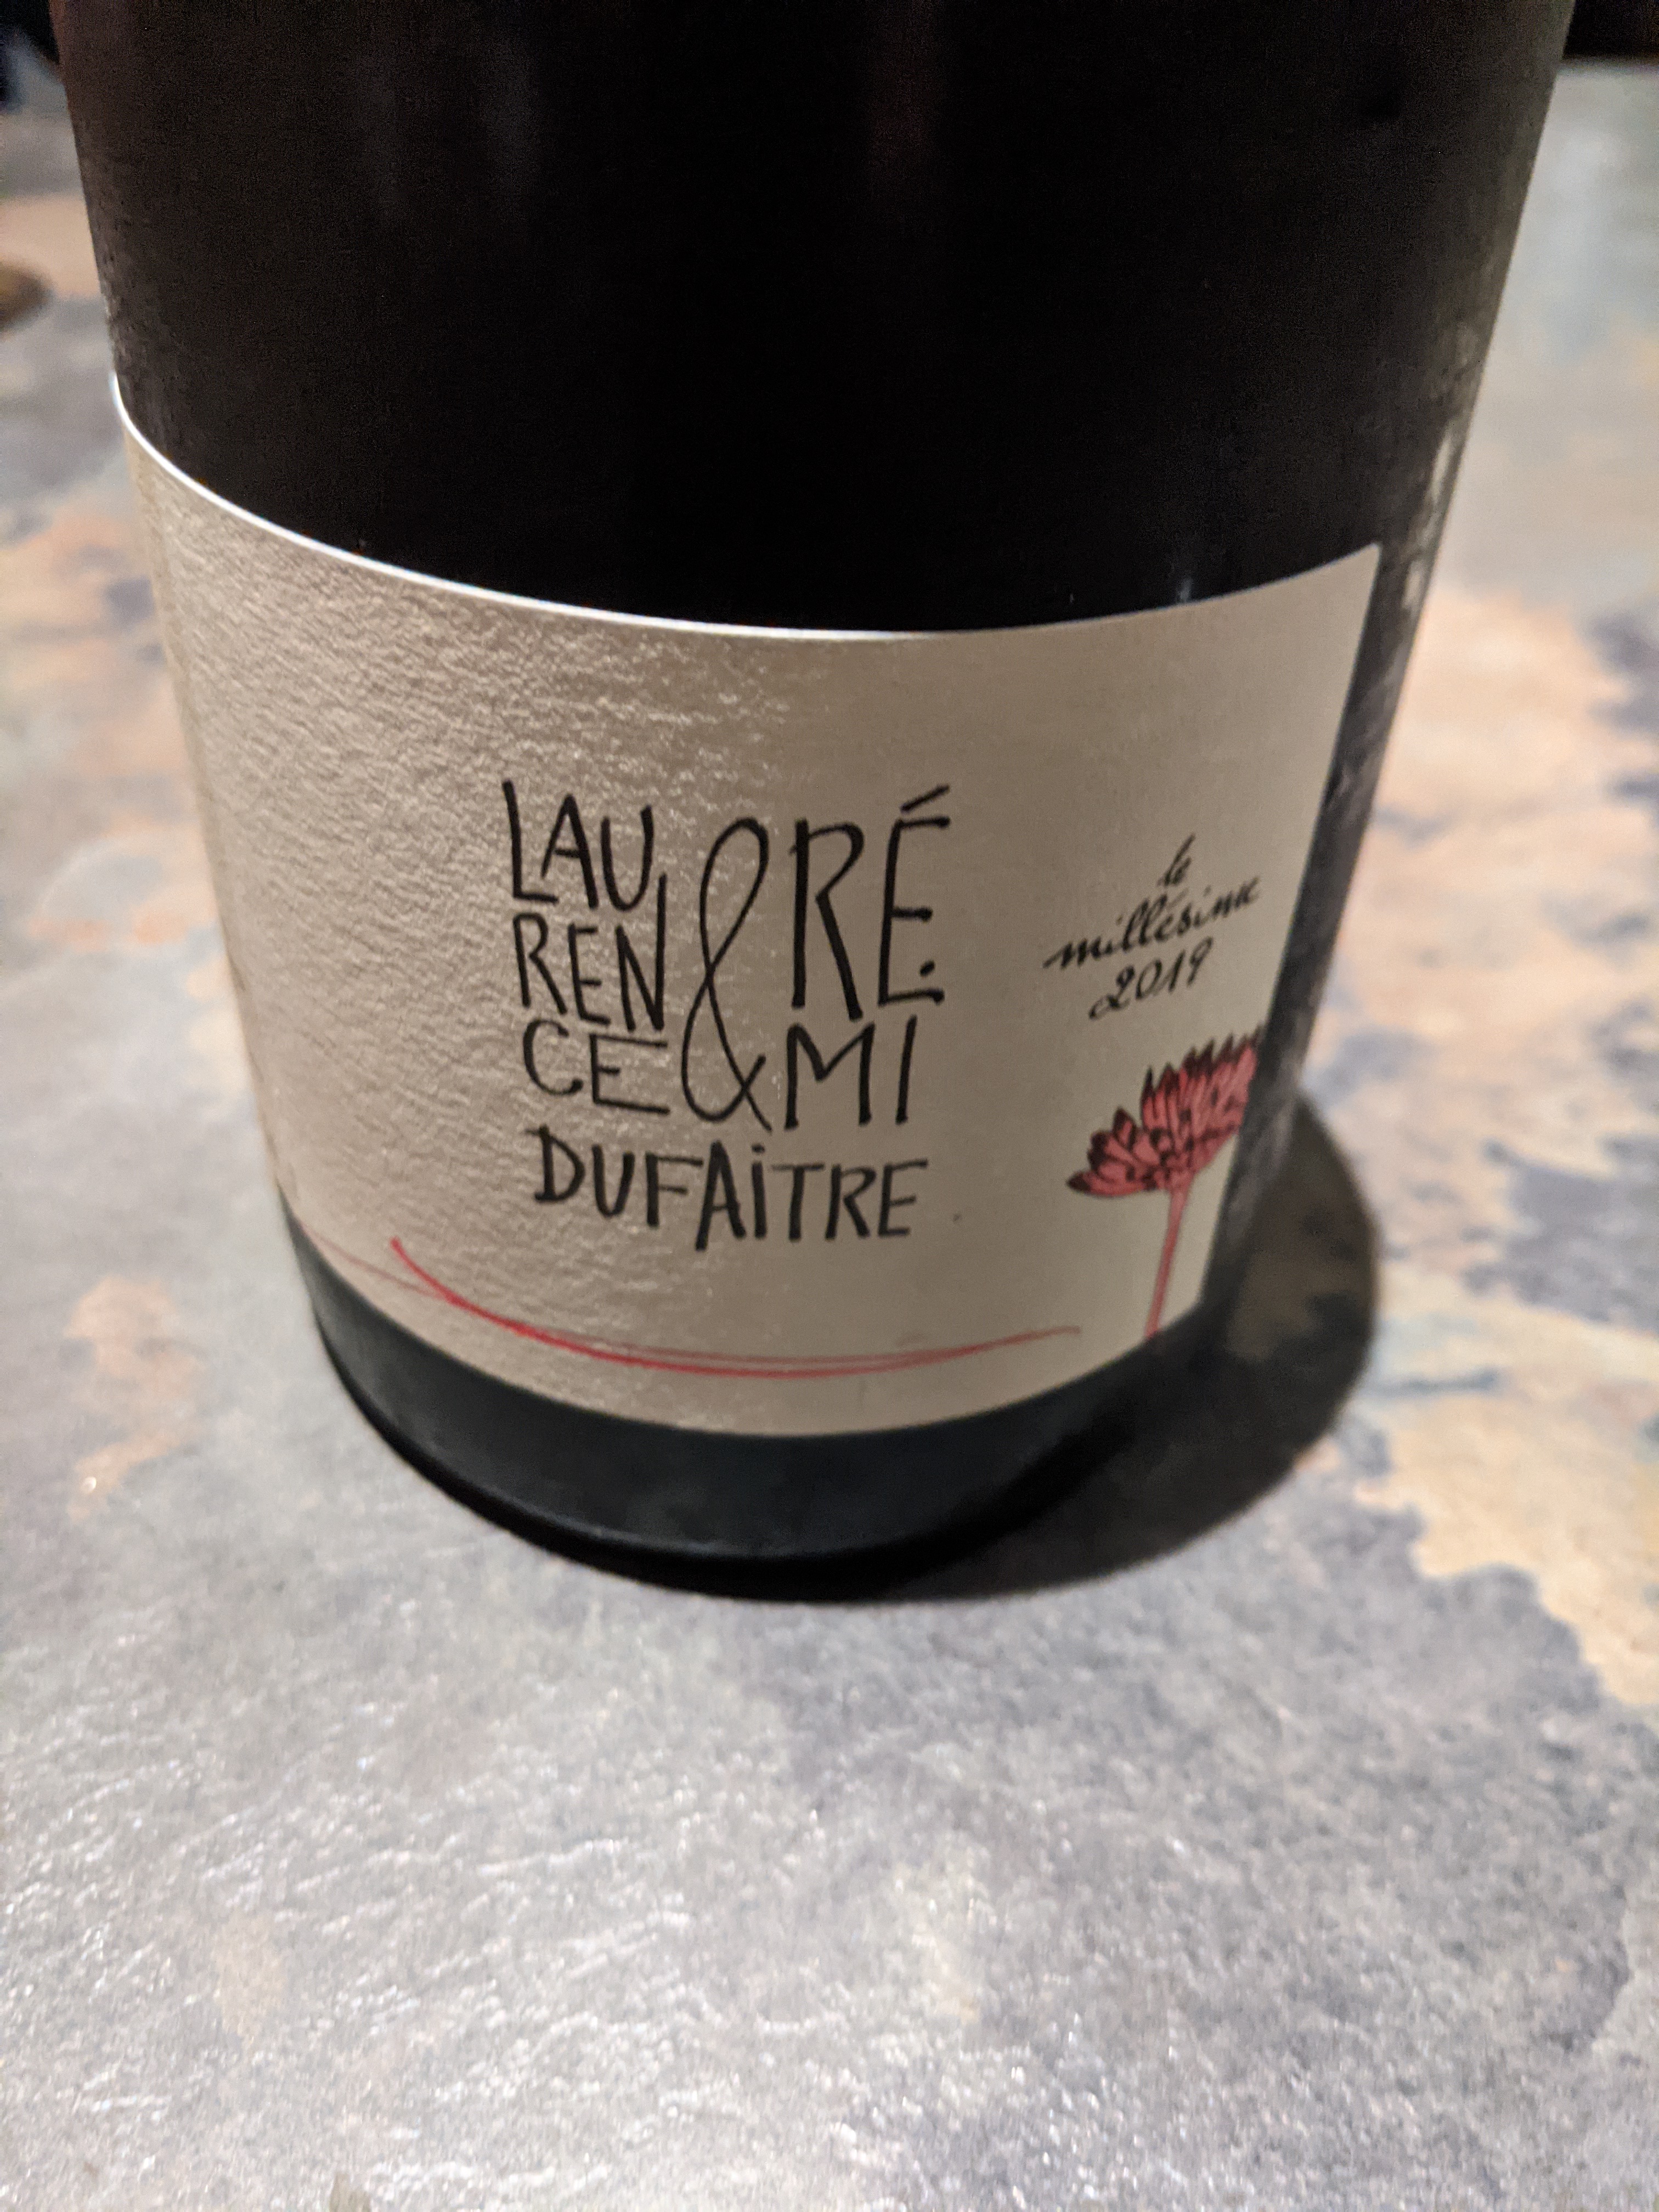 LAU
REN
CE
&
RÉ.
MI
DUFAiTRE
le
millésime
2019